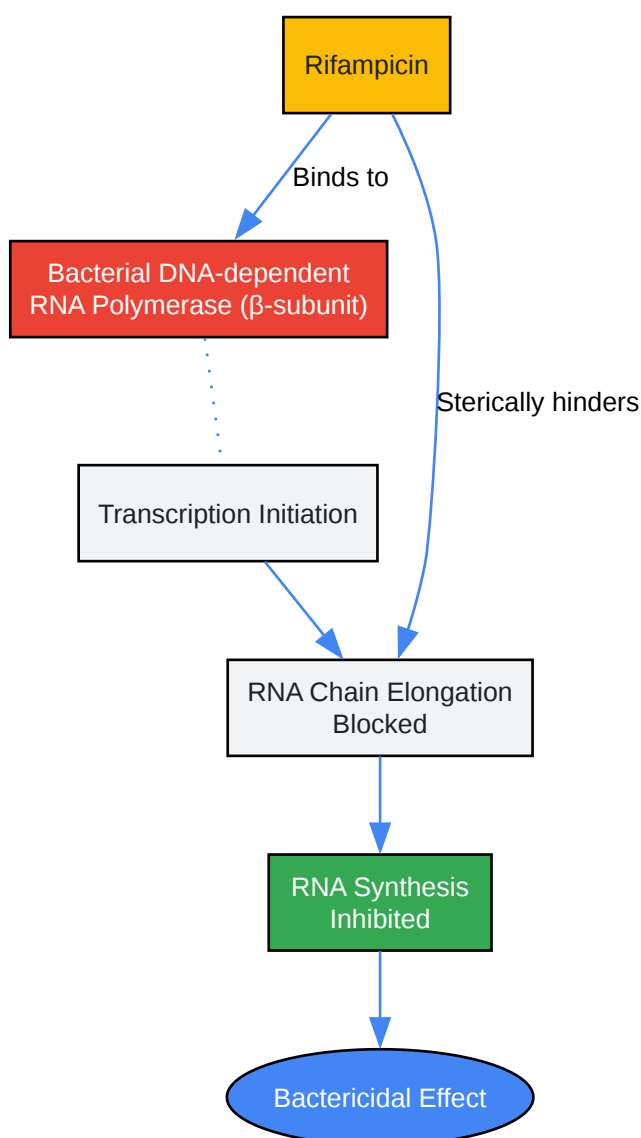 Rifampicin
Binds to
Bacterial DNA-dependent
RNA Polymerase (β-subunit)
Sterically hinders
Transcription Initiation
RNA Chain Elongation
Blocked
RNA Synthesis
Inhibited
Bactericidal Effect